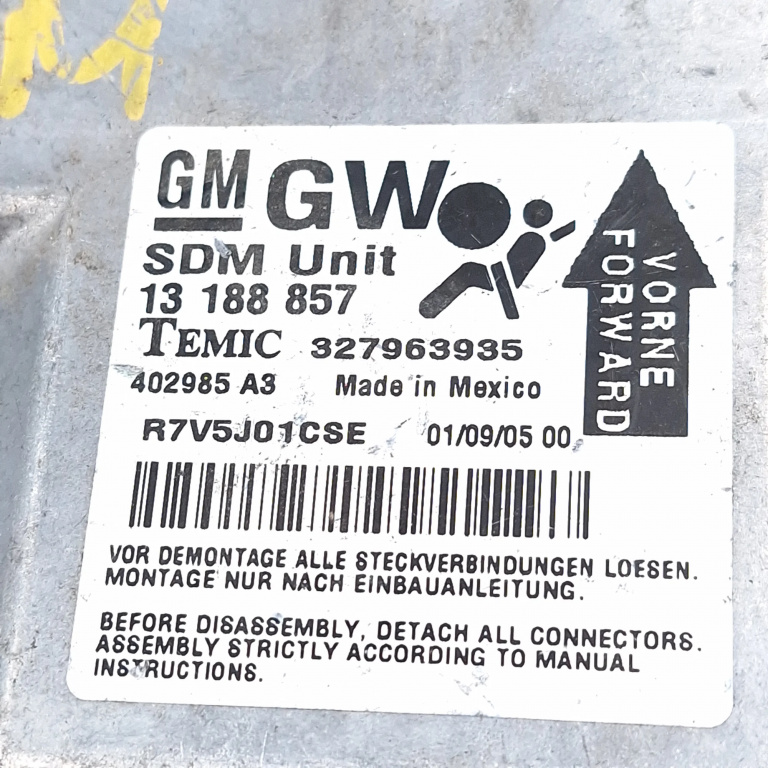 M
GM GW
SDM Unit
13 188 857
TEMIC 327963935
402985 A3 Made in Mexico
R7V5J01CSE 01/09/05 00
VORNE
FORWARD
VOR DEMONTAGE ALLE STECKVERBINDUNGEN LOESEN.
MONTAGE NUR NACH EINBAUANLEITUNG.
BEFORE DISASSEMBLY, DETACH ALL CONNECTORS.
ASSEMBLY STRICTLY ACCORDING TO MANUAL
INSTRUCTIONS.